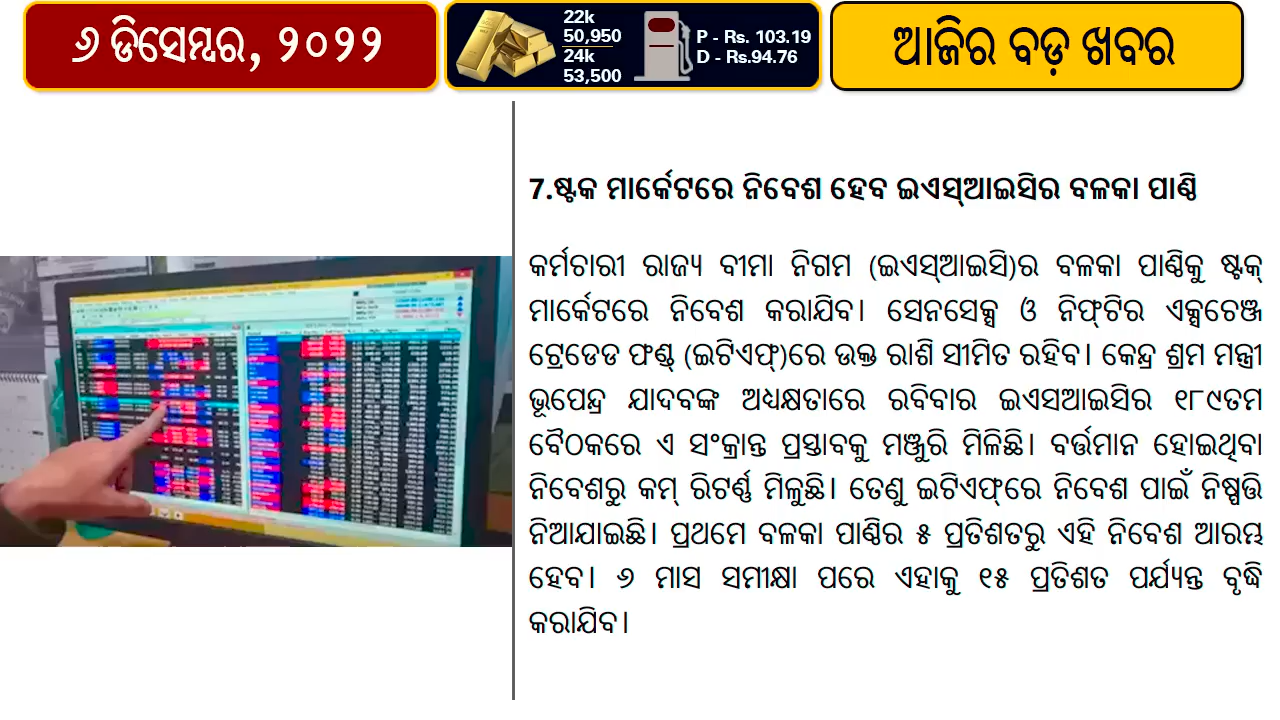 ୬ ଡିସେମ୍ବର, ୨୦୨୨
22k
50,950
24k
53,500
P - Rs. 103.19
D - Rs.94.76
ଆଜିର ବଡ଼ ଖବର
7.ଷ୍ଟକ ମାର୍କେଟରେ ନିବେଶ ହେବ ଇଏସ୍ଆଇସିର ବଳକା ପାଣ୍ଠି
କର୍ମଚାରୀ ରାଜ୍ୟ ବୀମା ନିଗମ (ଇଏସ୍ଆଇସି)ର ବଳକା ପାଣ୍ଠିକୁ ଷ୍ଟକ୍
ମାର୍କେଟରେ ନିବେଶ କରାଯିବ। ସେନସେକ୍ସ ଓ ନିଫ୍ଟିର ଏକ୍ସଚେଞ୍ଜ
ଟ୍ରେଡେଡ ଫଣ୍ଡ (ଇଟିଏଫ୍)ରେ ଉକ୍ତ ରାଶି ସୀମିତ ରହିବ। କେନ୍ଦ୍ର ଶ୍ରମ ମନ୍ତ୍ରୀ
ଭୂପେନ୍ଦ୍ର ଯାଦବଙ୍କ ଅଧ୍ୟକ୍ଷତାରେ ରବିବାର ଇଏସଆଇସିର ୧୮୯ତମ
ବୈଠକରେ ଏ ସଂକ୍ରାନ୍ତ ପ୍ରସ୍ତାବକୁ ମଞ୍ଜୁରି ମିଳିଛି। ବର୍ତ୍ତମାନ ହୋଇଥିବା
ନିବେଶରୁ କମ୍ ରିଟର୍ଣ୍ଣ ମିଳୁଛି। ତେଣୁ ଇଟିଏଫ୍‌ରେ ନିବେଶ ପାଇଁ ନିଷ୍ପତ୍ତି
ନିଆଯାଇଛି। ପ୍ରଥମେ ବଳକା ପାଣ୍ଠିର ୫ ପ୍ରତିଶତରୁ ଏହି ନିବେଶ ଆରମ୍ଭ
ହେବ। ୬ ମାସ ସମୀକ୍ଷା ପରେ ଏହାକୁ ୧୫ ପ୍ରତିଶତ ପର୍ଯ୍ୟନ୍ତ ବୃଦ୍ଧି
କରାଯିବ।